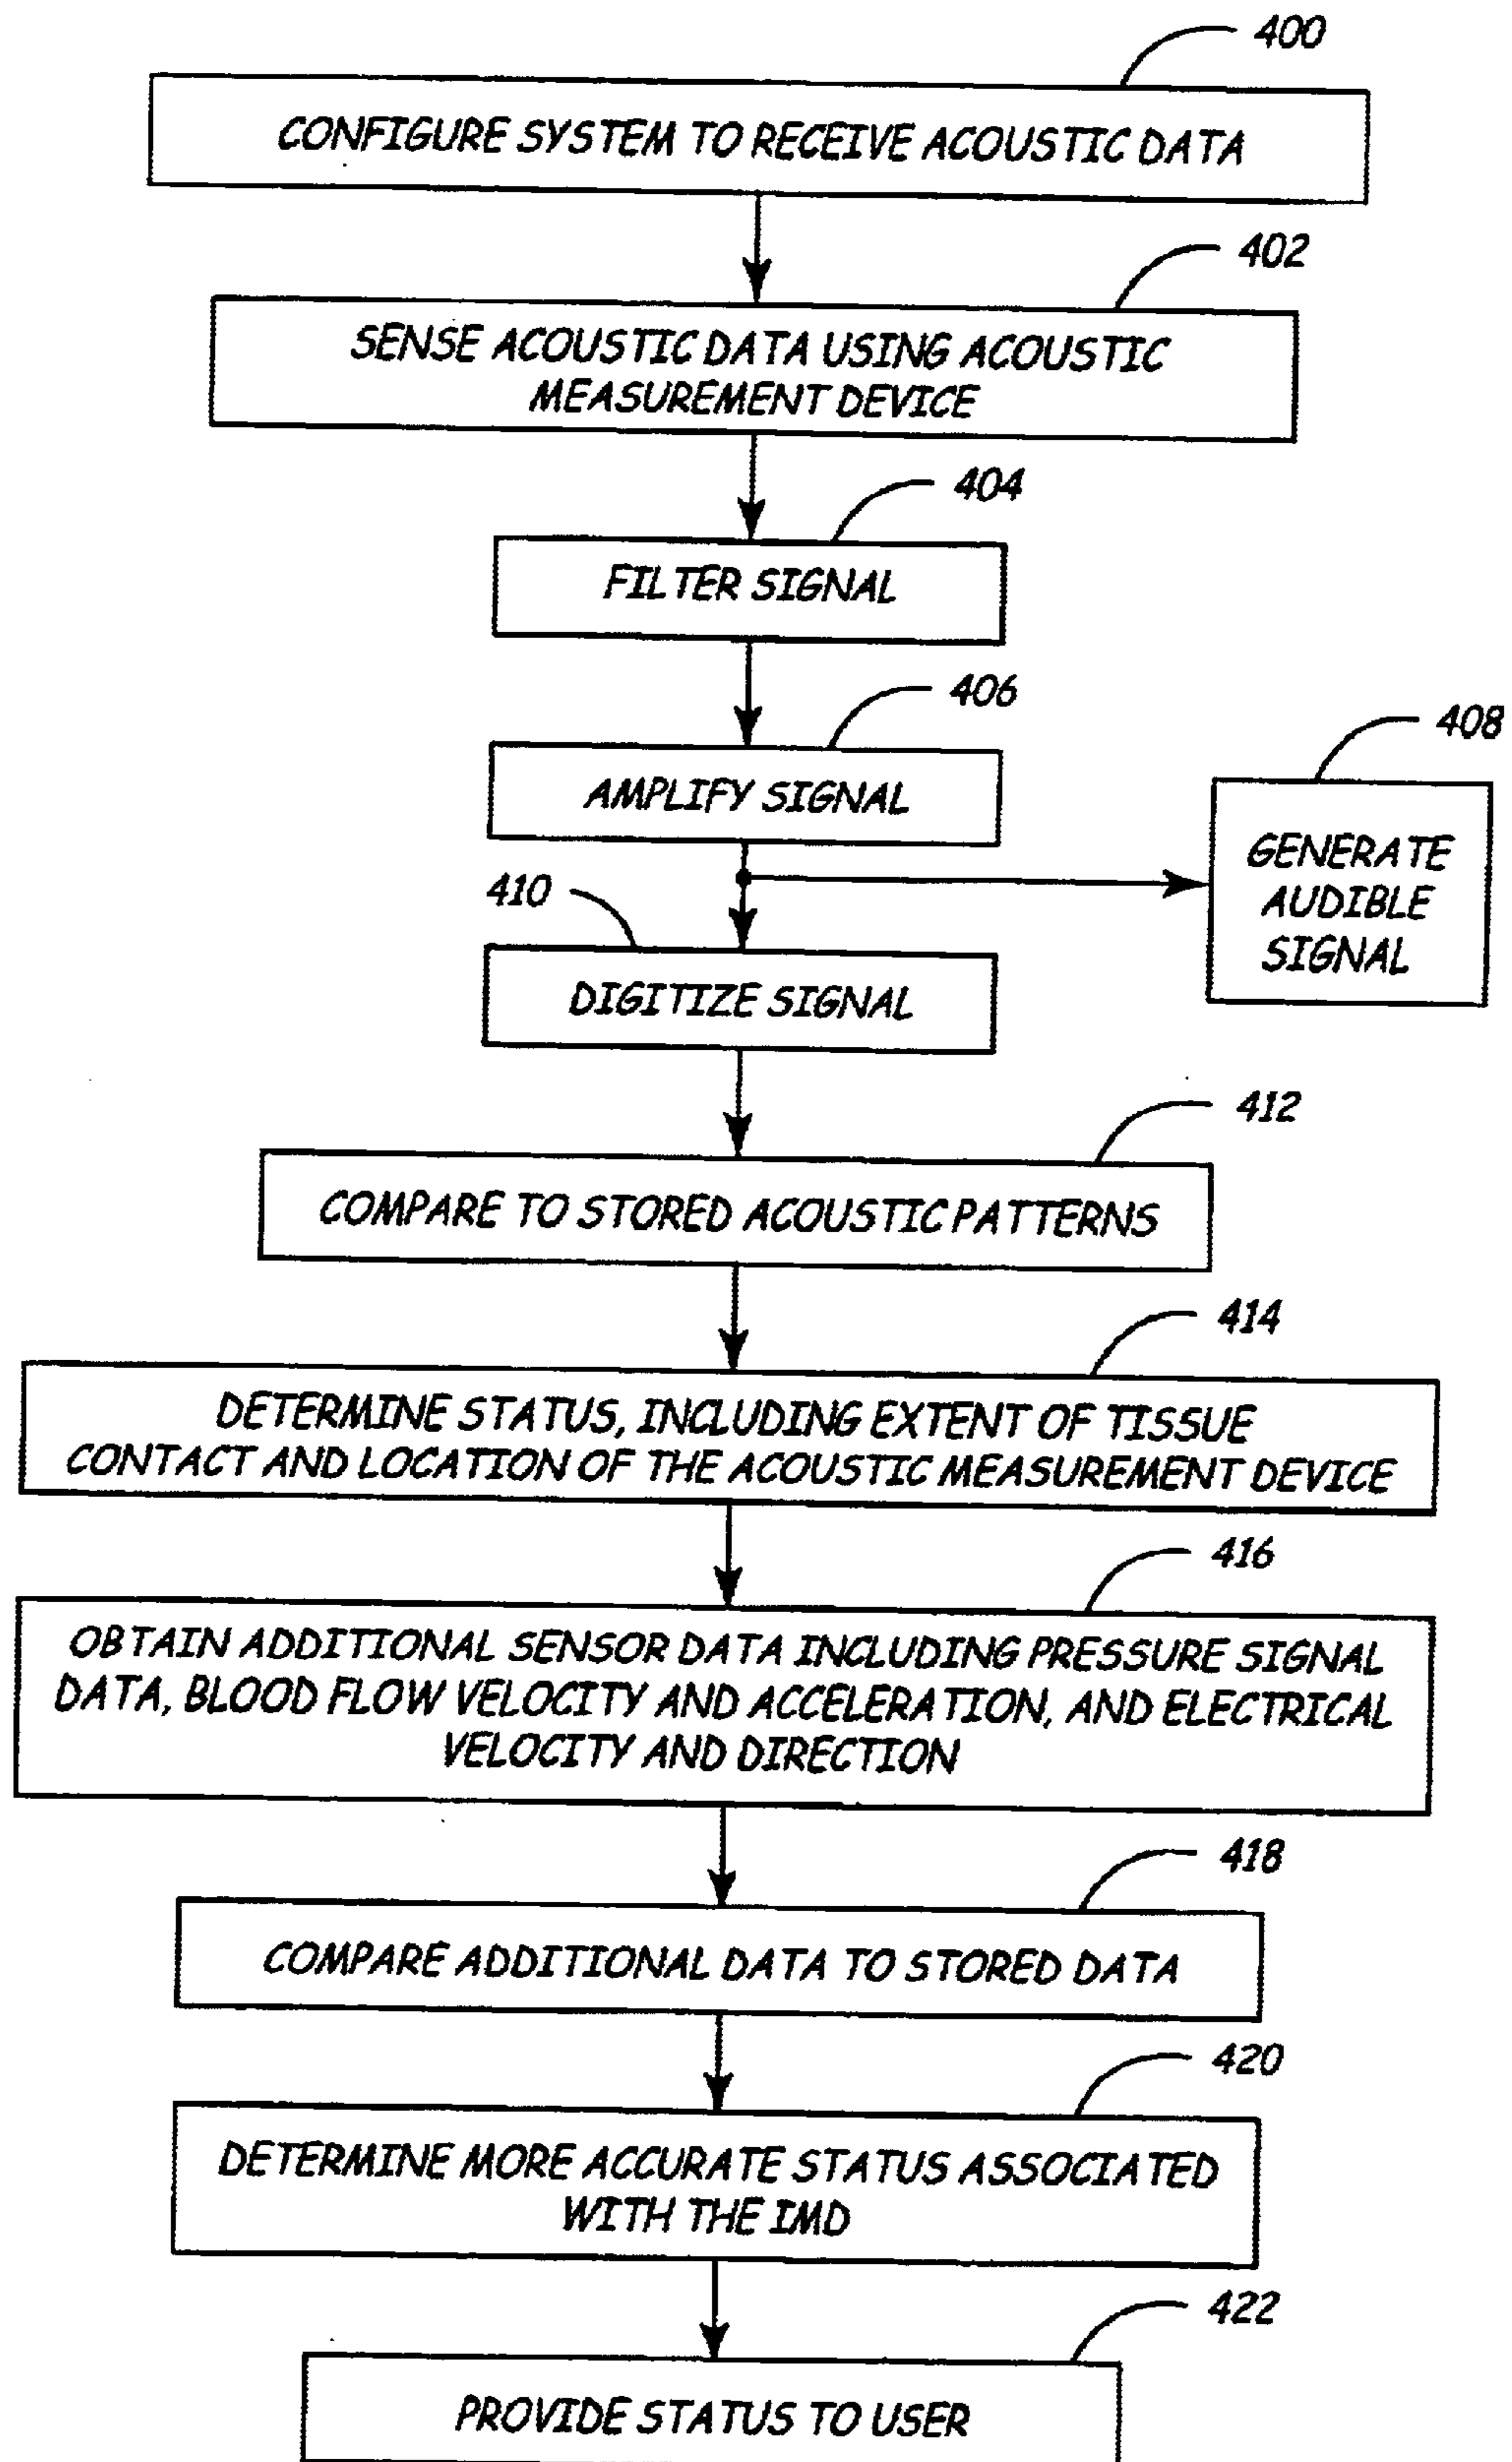 400
CONFIGURE SYSTEM TO RECEIVE ACOUSTIC DATA
402
SENSE ACOUSTIC DATA USING ACOUSTIC
MEASUREMENT DEVICE
404
FILTER SIGNAL
406
AMPLIFY SIGNAL
408
GENERATE
AUDIBLE
SIGNAL
410
DIGITIZE SIGNAL
412
COMPARE TO STORED ACOUSTIC PATTERNS
414
DETERMINE STATUS, INCLUDING EXTENT OF TISSUE
CONTACT AND LOCATION OF THE ACOUSTIC MEASUREMENT DEVICE
416
OBTAIN ADDITIONAL SENSOR DATA INCLUDING PRESSURE SIGNAL
DATA, BLOOD FLOW VELOCITY AND ACCELERATION, AND ELECTRICAL
VELOCITY AND DIRECTION
418
COMPARE ADDITIONAL DATA TO STORED DATA
420
DETERMINE MORE ACCURATE STATUS ASSOCIATED
WITH THE IMD
422
PROVIDE STATUS TO USER